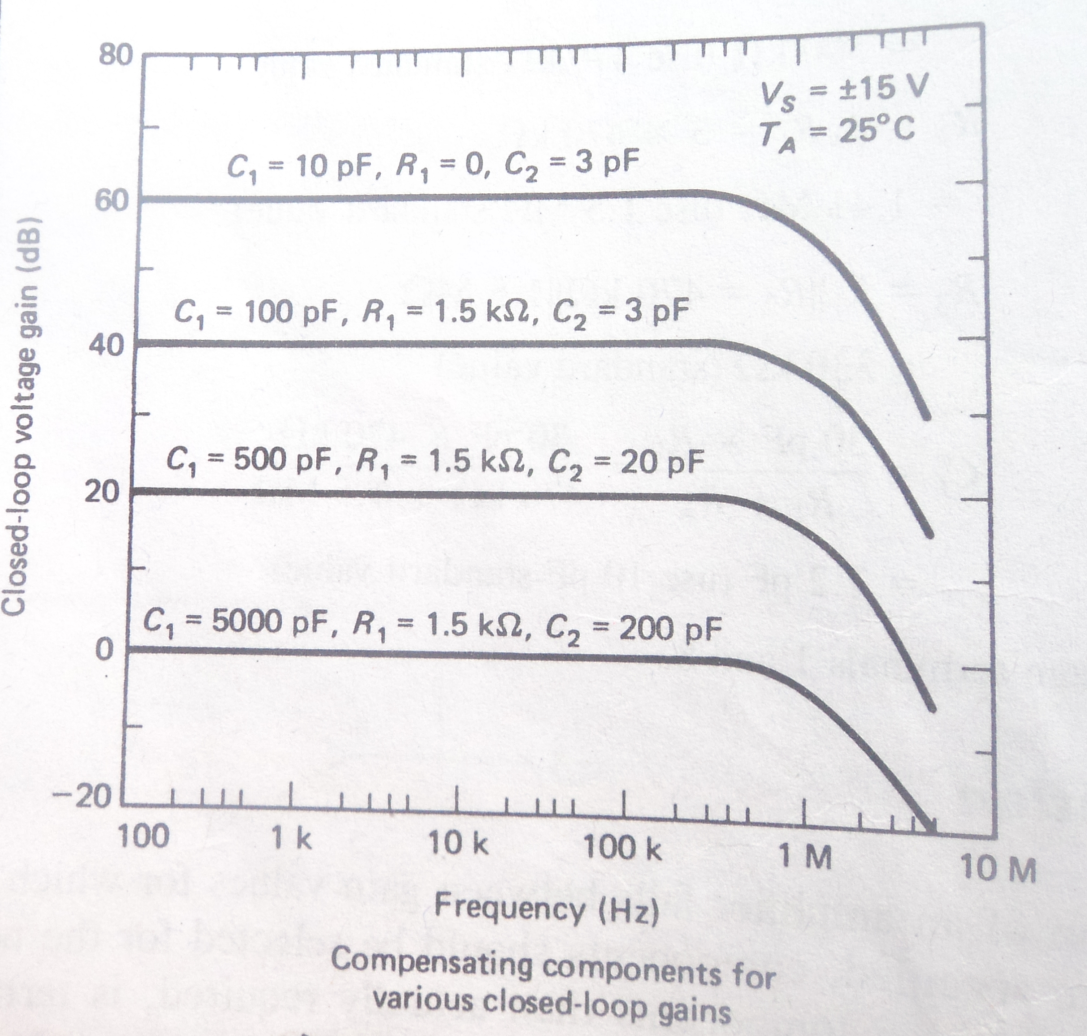 80
V_S = ±15 V
T_A = 25°C
C₁ = 10 pF, R₁ = 0, C₂ = 3 pF
60
C₁ = 100 pF, R₁ = 1.5 kΩ, C₂ = 3 pF
40
C₁ = 500 pF, R₁ = 1.5 kΩ, C₂ = 20 pF
20
C₁ = 5000 pF, R₁ = 1.5 kΩ, C₂ = 200 pF
0
−20
Closed-loop voltage gain (dB)
100 1 k 10 k 100 k 1 M 10 M
Frequency (Hz)
Compensating components for
various closed-loop gains